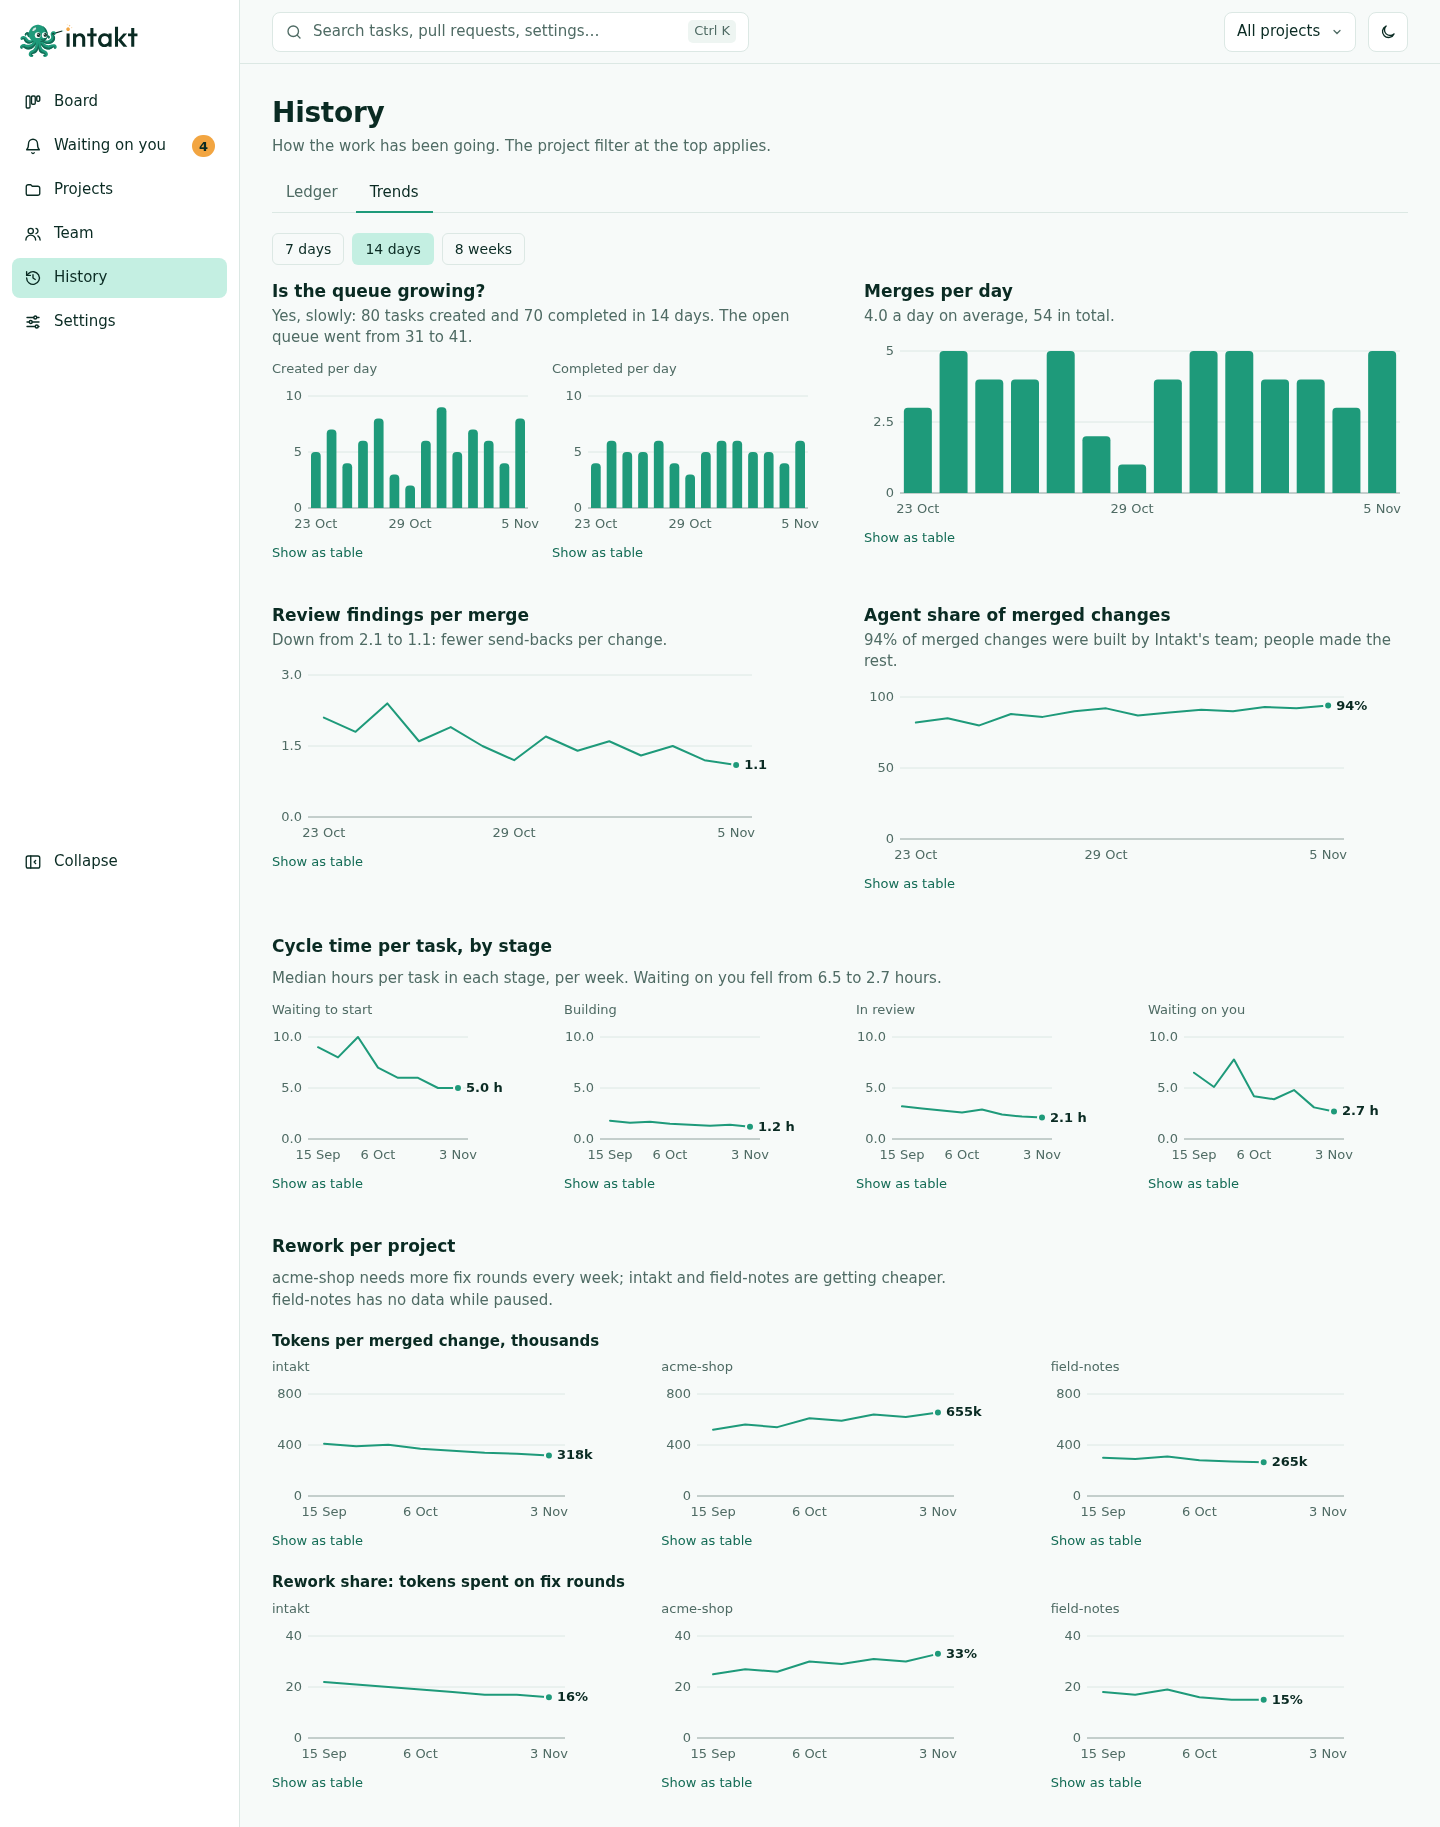 intakt
Search tasks, pull requests, settings…
Ctrl K
All projects
Board
Waiting on you
4
Projects
Team
History
Settings
Collapse
History
How the work has been going. The project filter at the top applies.
Ledger
Trends
7 days
14 days
8 weeks
Is the queue growing?
Yes, slowly: 80 tasks created and 70 completed in 14 days. The open
queue went from 31 to 41.
Created per day
10
5
0
23 Oct
29 Oct
5 Nov
Show as table
Completed per day
10
5
0
23 Oct
29 Oct
5 Nov
Show as table
Merges per day
4.0 a day on average, 54 in total.
5
2.5
0
23 Oct
29 Oct
5 Nov
Show as table
Review findings per merge
Down from 2.1 to 1.1: fewer send-backs per change.
3.0
1.5
0.0
1.1
23 Oct
29 Oct
5 Nov
Show as table
Agent share of merged changes
94% of merged changes were built by Intakt's team; people made the
rest.
100
50
0
94%
23 Oct
29 Oct
5 Nov
Show as table
Cycle time per task, by stage
Median hours per task in each stage, per week. Waiting on you fell from 6.5 to 2.7 hours.
Waiting to start
10.0
5.0
0.0
5.0 h
15 Sep
6 Oct
3 Nov
Show as table
Building
10.0
5.0
0.0
1.2 h
15 Sep
6 Oct
3 Nov
Show as table
In review
10.0
5.0
0.0
2.1 h
15 Sep
6 Oct
3 Nov
Show as table
Waiting on you
10.0
5.0
0.0
2.7 h
15 Sep
6 Oct
3 Nov
Show as table
Rework per project
acme-shop needs more fix rounds every week; intakt and field-notes are getting cheaper.
field-notes has no data while paused.
Tokens per merged change, thousands
intakt
800
400
0
318k
15 Sep
6 Oct
3 Nov
Show as table
acme-shop
800
400
0
655k
15 Sep
6 Oct
3 Nov
Show as table
field-notes
800
400
0
265k
15 Sep
6 Oct
3 Nov
Show as table
Rework share: tokens spent on fix rounds
intakt
40
20
0
16%
15 Sep
6 Oct
3 Nov
Show as table
acme-shop
40
20
0
33%
15 Sep
6 Oct
3 Nov
Show as table
field-notes
40
20
0
15%
15 Sep
6 Oct
3 Nov
Show as table